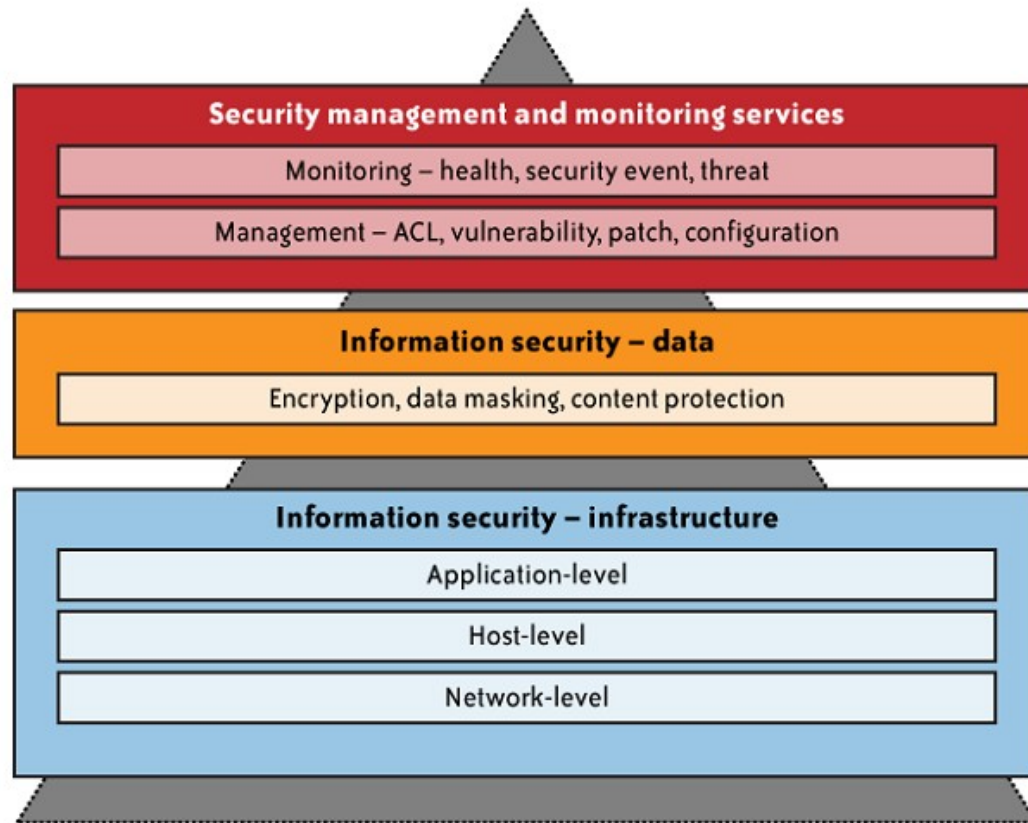 Security management and monitoring services
Monitoring – health, security event, threat
Management – ACL, vulnerability, patch, configuration
Information security – data
Encryption, data masking, content protection
Information security – infrastructure
Application-level
Host-level
Network-level